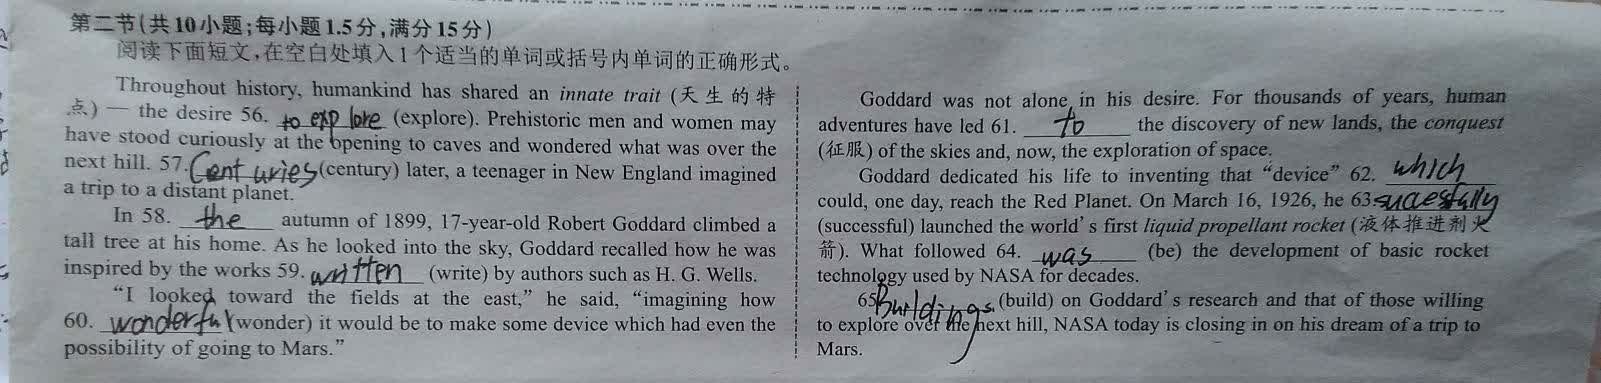 第二节(共10小题;每小题1.5分,满分15分)
阅读下面短文,在空白处填入1个适当的单词或括号内单词的正确形式。
Throughout history, humankind has shared an innate trait (天生的特
点) — the desire 56. to explore (explore). Prehistoric men and women may
have stood curiously at the opening to caves and wondered what was over the
next hill. 57. Centuries (century) later, a teenager in New England imagined
a trip to a distant planet.
In 58. the autumn of 1899, 17-year-old Robert Goddard climbed a
tall tree at his home. As he looked into the sky, Goddard recalled how he was
inspired by the works 59. written (write) by authors such as H. G. Wells.
“I looked toward the fields at the east,” he said, “imagining how
60. wonderful (wonder) it would be to make some device which had even the
possibility of going to Mars.”
Goddard was not alone in his desire. For thousands of years, human
adventures have led 61. to the discovery of new lands, the conquest
(征服) of the skies and, now, the exploration of space.
Goddard dedicated his life to inventing that “device” 62. which
could, one day, reach the Red Planet. On March 16, 1926, he 63. sucessfully
(successful) launched the world's first liquid propellant rocket (液体推进剂火
箭). What followed 64. was (be) the development of basic rocket
technology used by NASA for decades.
65. Buildings (build) on Goddard's research and that of those willing
to explore over the next hill, NASA today is closing in on his dream of a trip to
Mars.